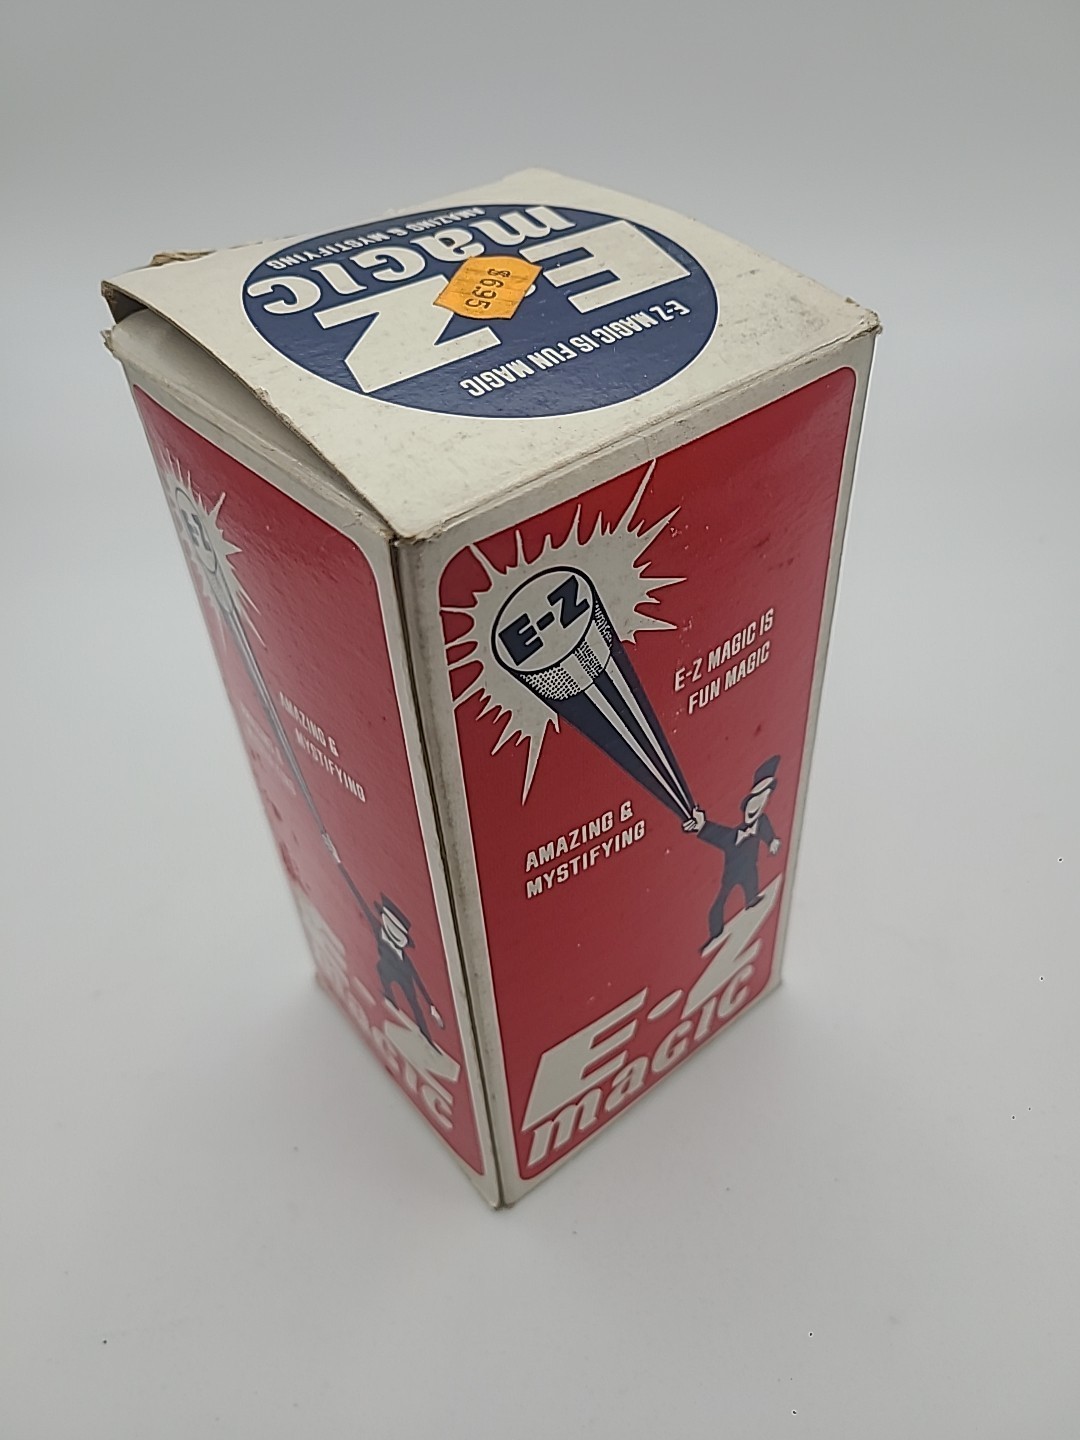 AMAZING & MYSTIFYING
E-Z
MAGIC
$6.95
E-Z MAGIC IS FUN MAGIC
E-Z
AMAZING &
MYSTIFYING
E-Z
MAGIC
E-Z
E-Z MAGIC IS
FUN MAGIC
AMAZING &
MYSTIFYING
E-Z
MAGIC